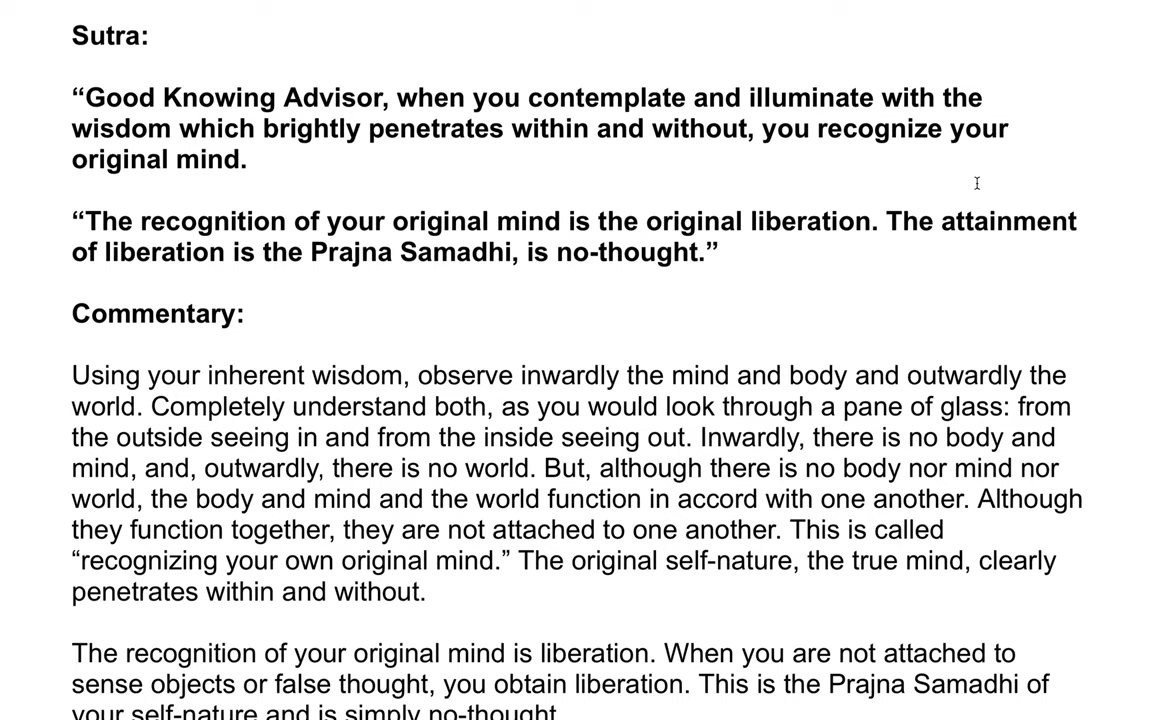 Sutra:
“Good Knowing Advisor, when you contemplate and illuminate with the
wisdom which brightly penetrates within and without, you recognize your
original mind.
“The recognition of your original mind is the original liberation. The attainment
of liberation is the Prajna Samadhi, is no-thought.”
Commentary:
Using your inherent wisdom, observe inwardly the mind and body and outwardly the
world. Completely understand both, as you would look through a pane of glass: from
the outside seeing in and from the inside seeing out. Inwardly, there is no body and
mind, and, outwardly, there is no world. But, although there is no body nor mind nor
world, the body and mind and the world function in accord with one another. Although
they function together, they are not attached to one another. This is called
“recognizing your own original mind.” The original self-nature, the true mind, clearly
penetrates within and without.
The recognition of your original mind is liberation. When you are not attached to
sense objects or false thought, you obtain liberation. This is the Prajna Samadhi of
your self-nature and is simply no-thought.